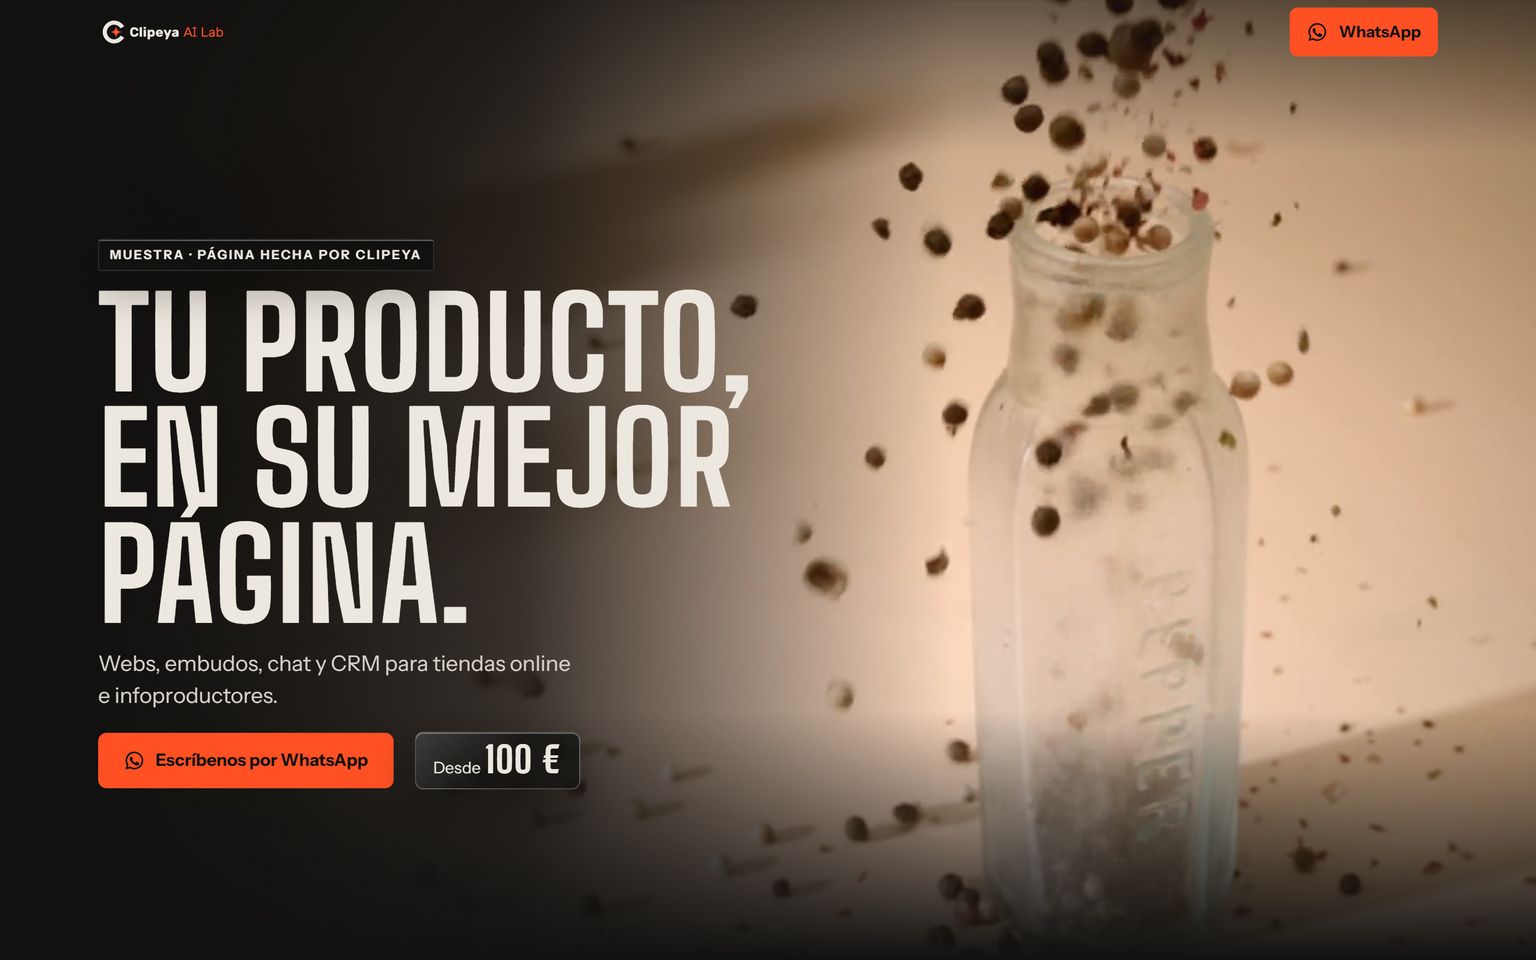 Clipeya AI Lab
WhatsApp
MUESTRA · PÁGINA HECHA POR CLIPEYA
TU PRODUCTO,
EN SU MEJOR
PÁGINA.
Webs, embudos, chat y CRM para tiendas online
e infoproductores.
Escríbenos por WhatsApp
Desde 100 €
PEPPER